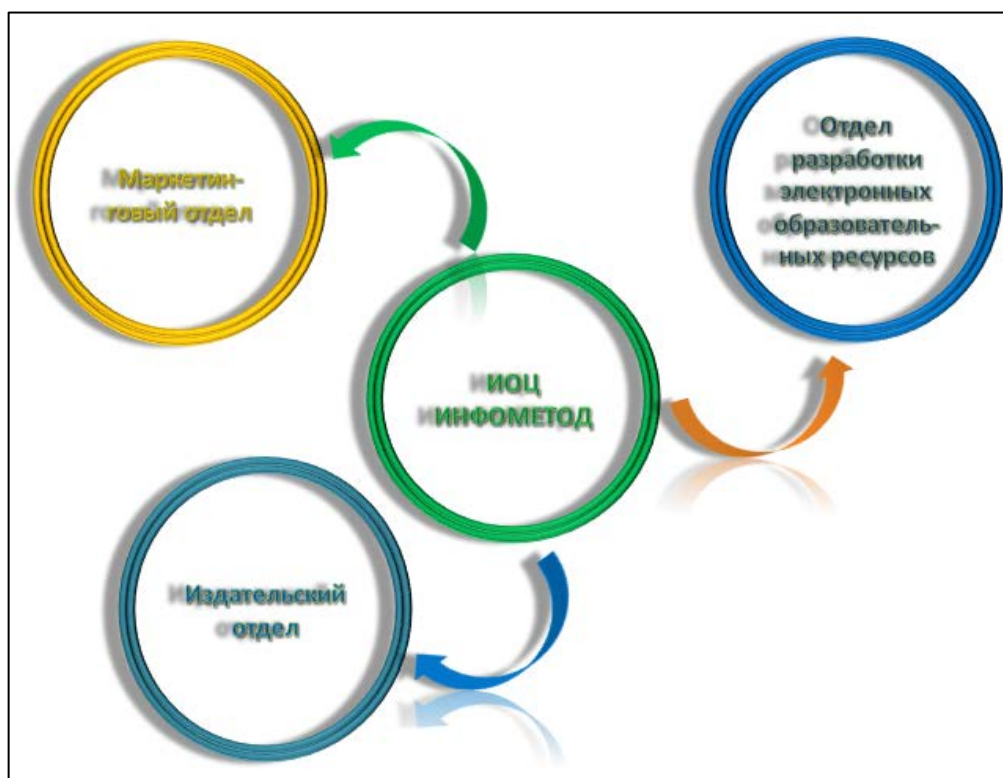 Маркетин-
говый отдел
Отдел
разработки
электронных
образователь-
ных ресурсов
ИОЦ
ИНФОМЕТОД
Издательский
отдел